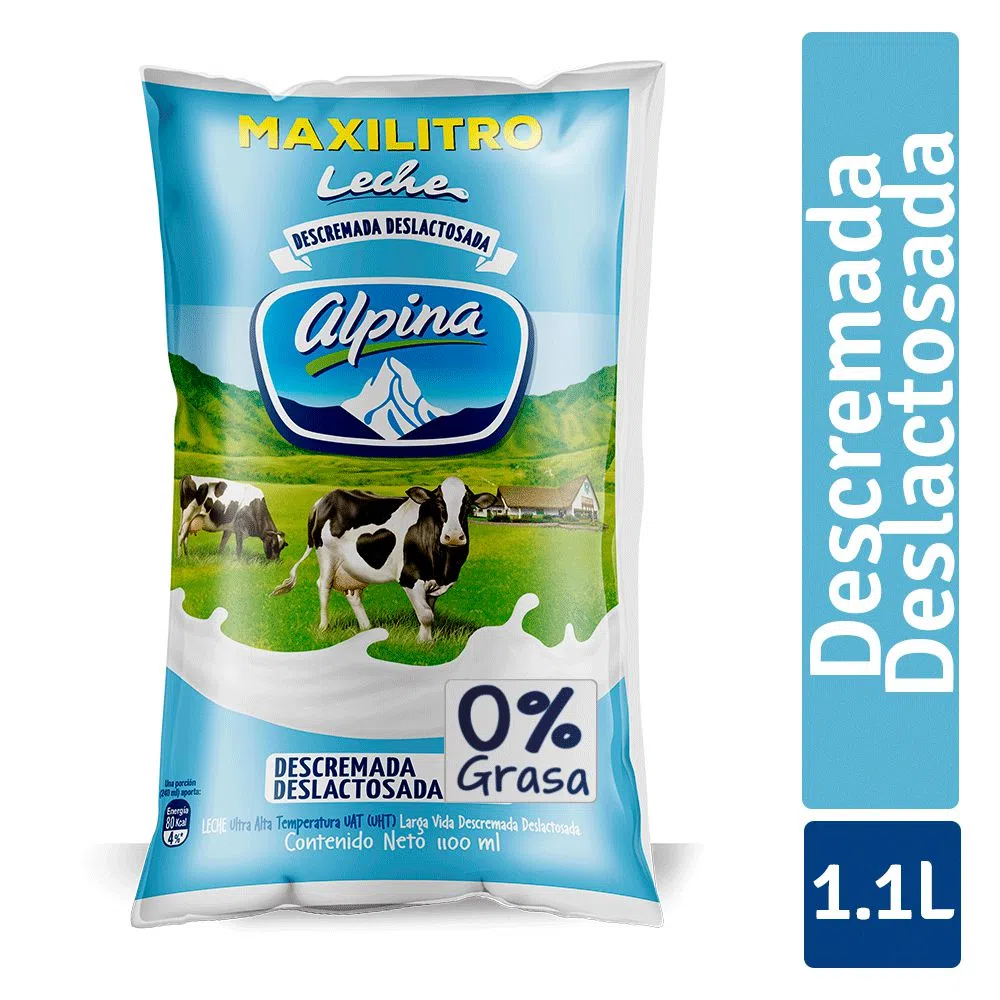 MAXILITRO
Leche
DESCREMADA DESLACTOSADA
alpina
0%
Grasa
DESCREMADA
DESLACTOSADA
Una porción
(240 ml) aporta:
Energía
80 Kcal
4%*
LECHE Ultra Alta Temperatura UAT (UHT) Larga Vida Descremada Deslactosada
Contenido Neto 1100 ml
Descremada
Deslactosada
1.1L